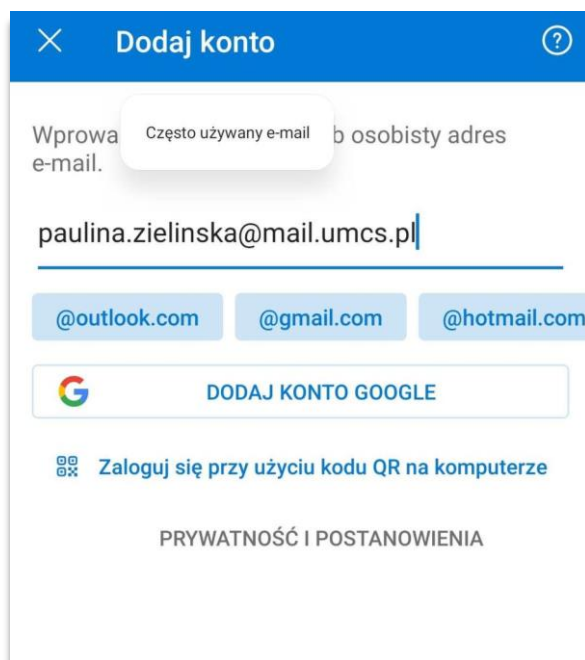 Dodaj konto
?
Wprowa
Często używany e-mail
b osobisty adres
e-mail.
paulina.zielinska@mail.umcs.pl
@outlook.com @gmail.com @hotmail.com
DODAJ KONTO GOOGLE
Zaloguj się przy użyciu kodu QR na komputerze
PRYWATNOŚĆ I POSTANOWIENIA